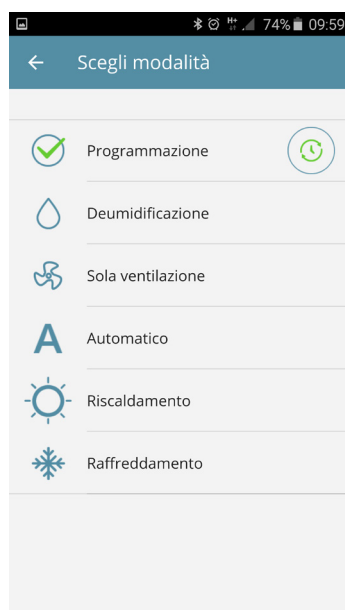 H+ 74% 09:59
Scegli modalità
Programmazione
Deumidificazione
Sola ventilazione
A Automatico
Riscaldamento
Raffreddamento